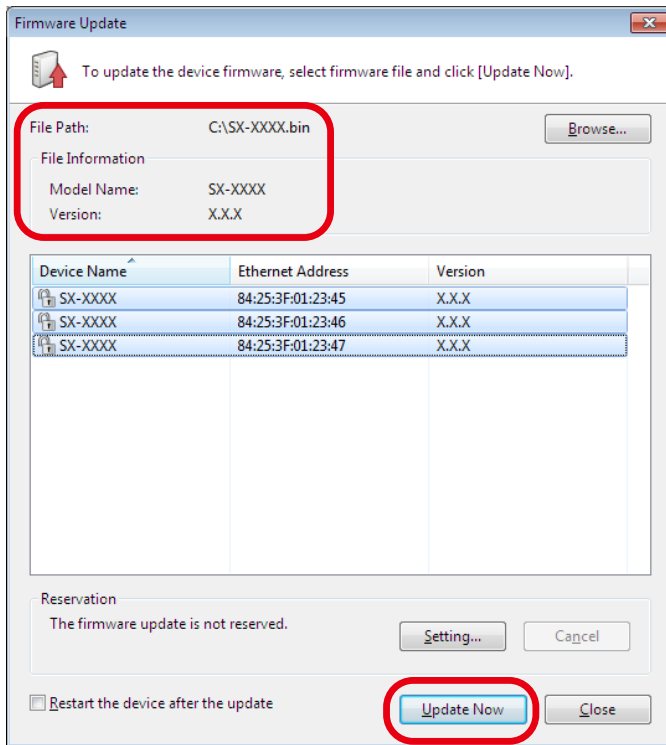 Firmware Update
To update the device firmware, select firmware file and click [Update Now].
File Path: C:\SX-XXXX.bin Browse...
File Information
Model Name: SX-XXXX
Version: X.X.X
Device Name Ethernet Address Version
SX-XXXX 84:25:3F:01:23:45 X.X.X
SX-XXXX 84:25:3F:01:23:46 X.X.X
SX-XXXX 84:25:3F:01:23:47 X.X.X
Reservation
The firmware update is not reserved.
Setting... Cancel
Restart the device after the update Update Now Close